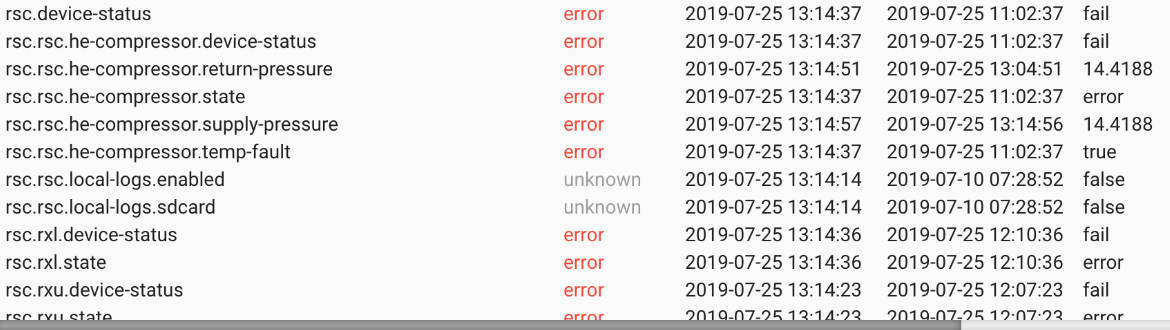 rsc.device-status error 2019-07-25 13:14:37 2019-07-25 11:02:37 fail
rsc.rsc.he-compressor.device-status error 2019-07-25 13:14:37 2019-07-25 11:02:37 fail
rsc.rsc.he-compressor.return-pressure error 2019-07-25 13:14:51 2019-07-25 13:04:51 14.4188
rsc.rsc.he-compressor.state error 2019-07-25 13:14:37 2019-07-25 11:02:37 error
rsc.rsc.he-compressor.supply-pressure error 2019-07-25 13:14:57 2019-07-25 13:14:56 14.4188
rsc.rsc.he-compressor.temp-fault error 2019-07-25 13:14:37 2019-07-25 11:02:37 true
rsc.rsc.local-logs.enabled unknown 2019-07-25 13:14:14 2019-07-10 07:28:52 false
rsc.rsc.local-logs.sdcard unknown 2019-07-25 13:14:14 2019-07-10 07:28:52 false
rsc.rxl.device-status error 2019-07-25 13:14:36 2019-07-25 12:10:36 fail
rsc.rxl.state error 2019-07-25 13:14:36 2019-07-25 12:10:36 error
rsc.rxu.device-status error 2019-07-25 13:14:23 2019-07-25 12:07:23 fail
rsc.rxu.state error 2019-07-25 13:14:23 2019-07-25 12:07:23 error